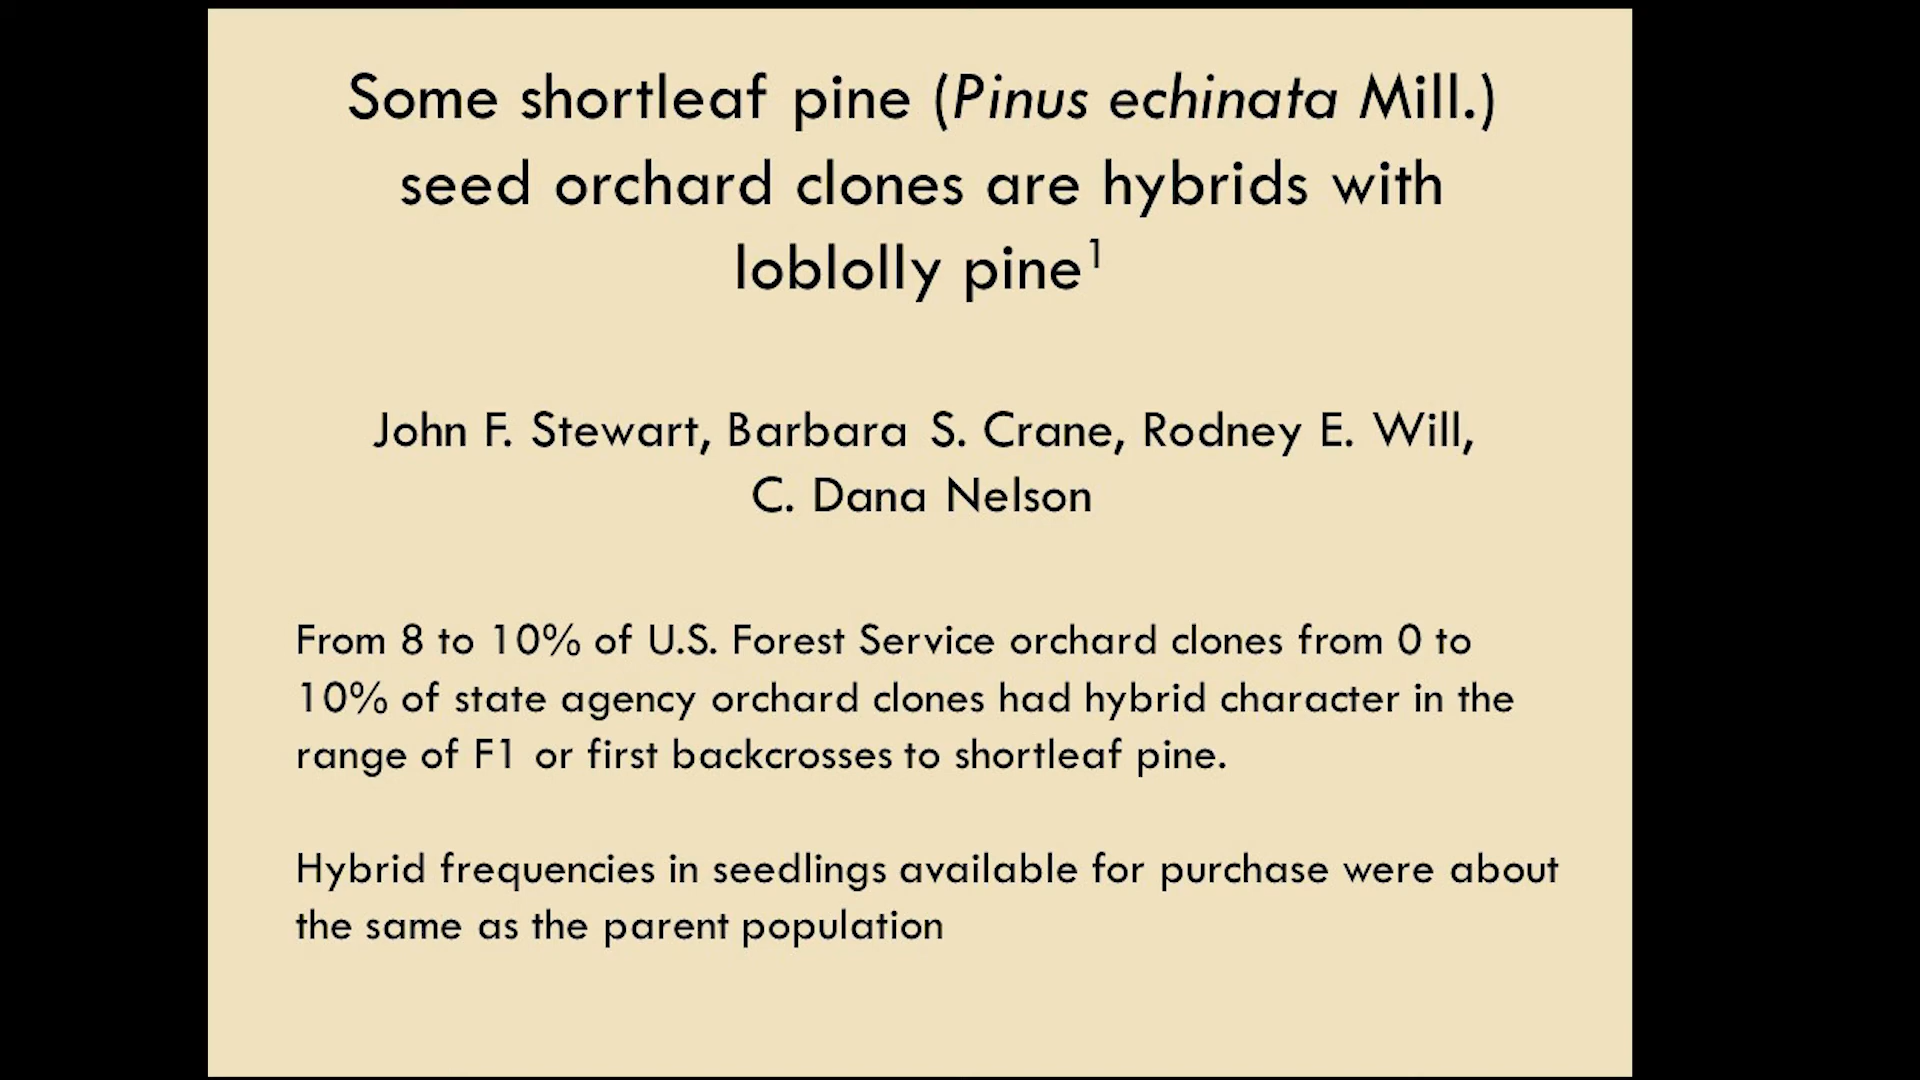 Some shortleaf pine (Pinus echinata Mill.)
seed orchard clones are hybrids with
loblolly pine¹
John F. Stewart, Barbara S. Crane, Rodney E. Will,
C. Dana Nelson
From 8 to 10% of U.S. Forest Service orchard clones from 0 to
10% of state agency orchard clones had hybrid character in the
range of F1 or first backcrosses to shortleaf pine.
Hybrid frequencies in seedlings available for purchase were about
the same as the parent population